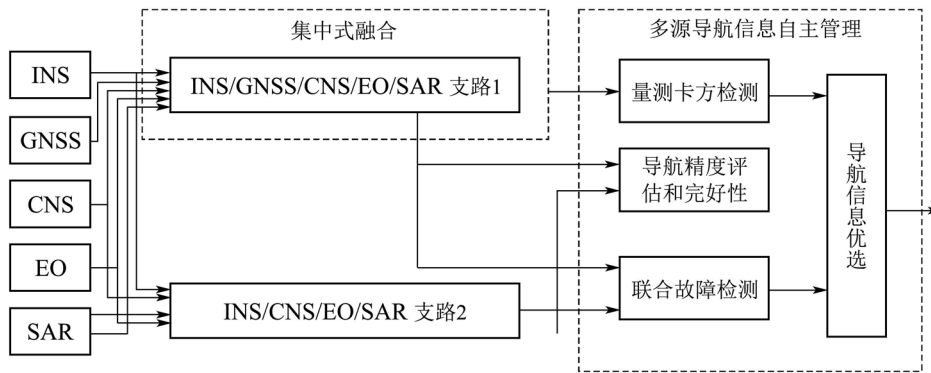 集中式融合
多源导航信息自主管理
INS
GNSS
CNS
EO
SAR
INS/GNSS/CNS/EO/SAR 支路1
INS/CNS/EO/SAR 支路2
量测卡方检测
导航精度评
估和完好性
联合故障检测
导航信息优选